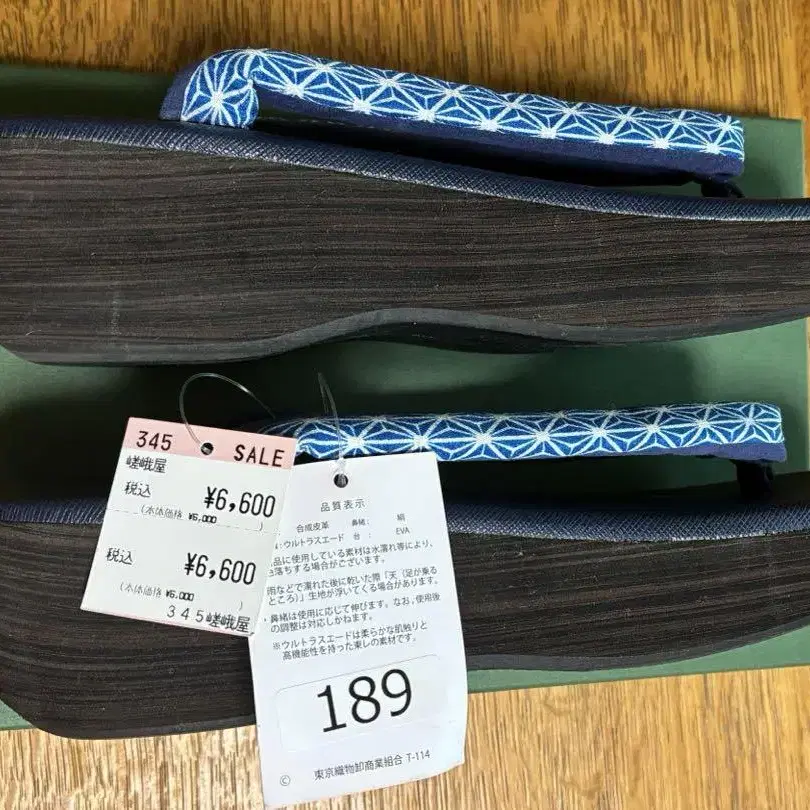 345 SALE
嵯峨屋
税込 ¥6,600
(本体価格 ¥6,000 )
税込 ¥6,600
(本体価格 ¥6,000 )
345嵯峨屋
品質表示
合成皮革 鼻緒: 絹
:ウルトラスエード 台 : EVA
品に使用している素材は水濡れ等により、
色落ちする場合がございます。
雨などで濡れた後に乾いた際「天(足が乗る
ところ)」生地が浮いてくる場合があります。
・鼻緒は使用に応じて伸びます。なお、使用後
の調整は対応しかねます。
※ウルトラスエードは柔らかな肌触りと
高機能性を持った東レの素材です。
189
© 東京織物卸商業組合 T-114